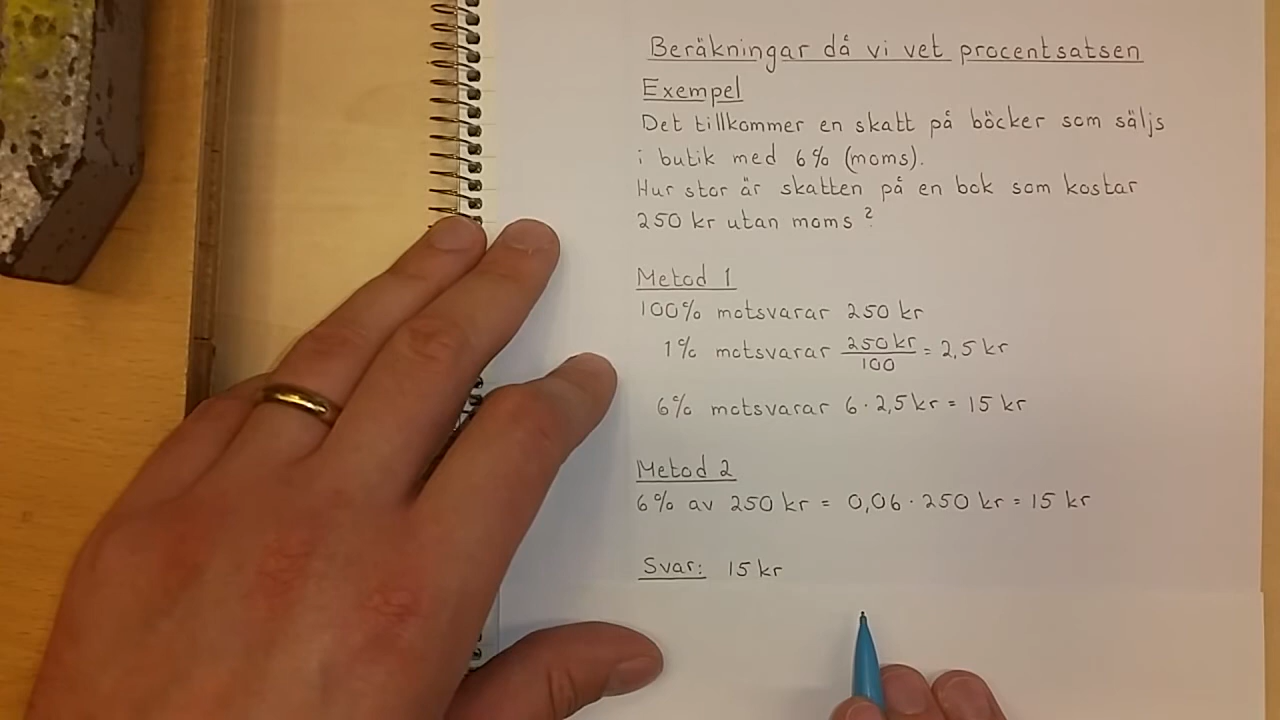 Beräkningar då vi vet procentsatsen
Exempel
Det tillkommer en skatt på böcker som säljs
i butik med 6% (moms).
Hur stor är skatten på en bok som kostar
250 kr utan moms?
Metod 1
100% motsvarar 250 kr
1% motsvarar 250 kr/100 = 2,5 kr
6% motsvarar 6 · 2,5 kr = 15 kr
Metod 2
6% av 250 kr = 0,06 · 250 kr = 15 kr
Svar: 15 kr